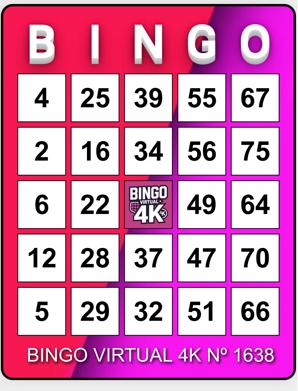 B I N G O
4 25 39 55 67
2 16 34 56 75
6 22 BINGO VIRTUAL 4K 49 64
12 28 37 47 70
5 29 32 51 66
BINGO VIRTUAL 4K Nº 1638